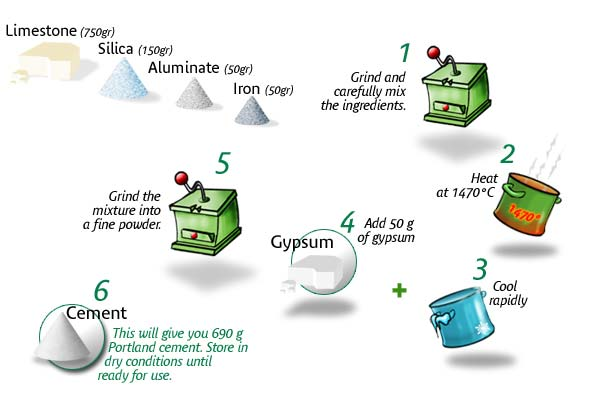 Limestone (750gr)
Silica (150gr)
Aluminate (50gr)
Iron (50gr)
1
Grind and
carefully mix
the ingredients.
2
Heat
at 1470°C
1470°
3
Cool
rapidly
4
Add 50 g
of gypsum
Gypsum
+
5
Grind the
mixture into
a fine powder.
6
Cement
This will give you 690 g
Portland cement. Store in
dry conditions until
ready for use.